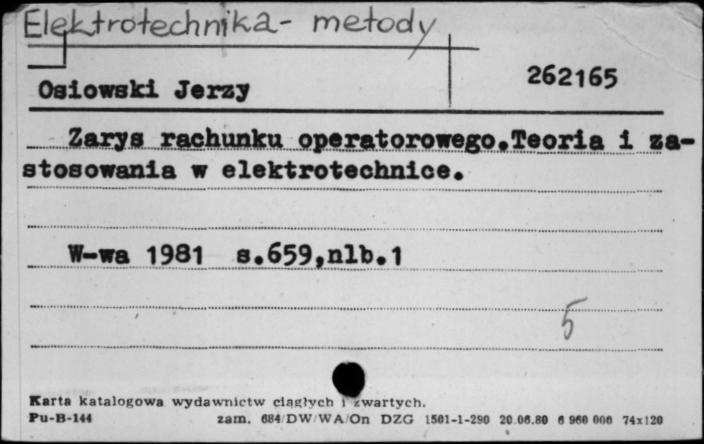 Elektrotechnika - metody
Osiowski Jerzy 262165
Zarys rachunku operatorowego.Teoria i za-
stosowania w elektrotechnice.
W-wa 1981 s.659,nlb.1
5
Karta katalogowa wydawnictw ciągłych i zwartych.
Pu-B-144 zam. 684/DW/WA/On DZG 1501-1-290 20.06.80 6 960 000 74x120